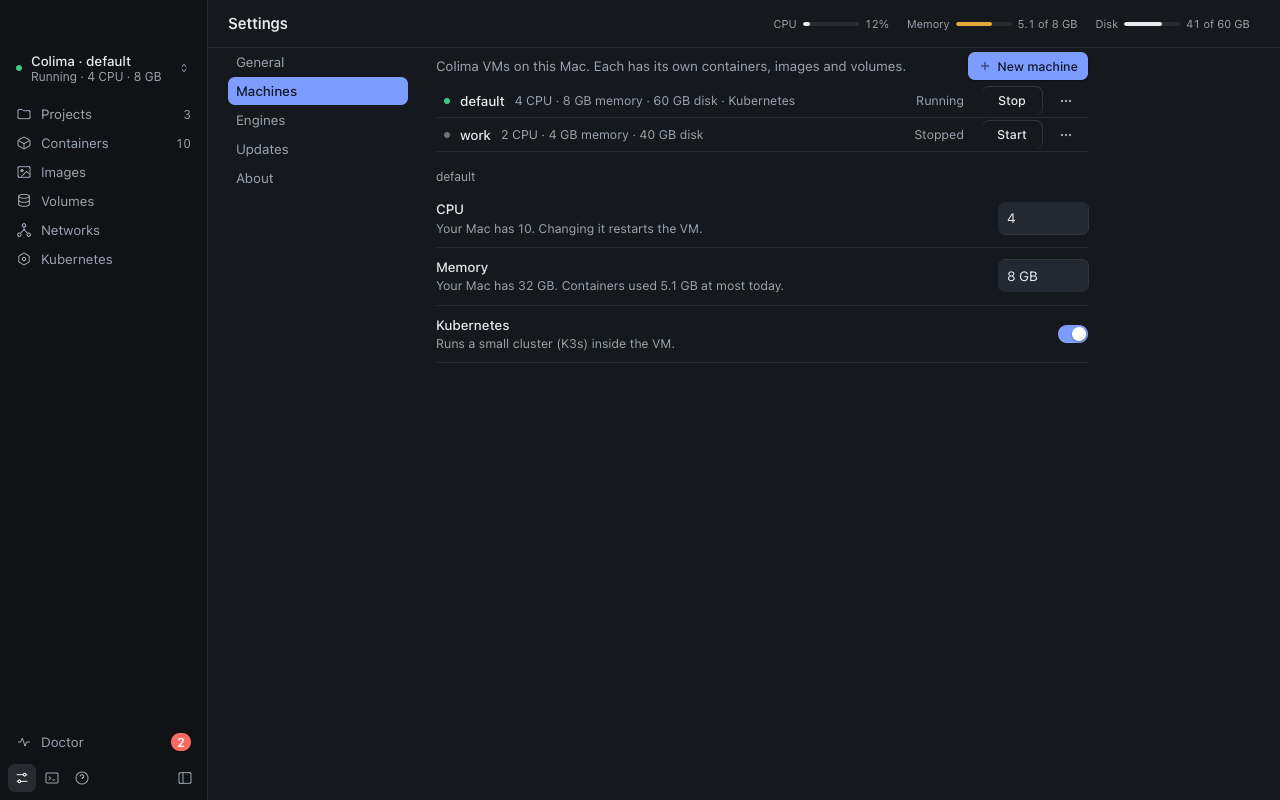 Settings
CPU 12% Memory 5.1 of 8 GB Disk 41 of 60 GB
Colima · default
Running · 4 CPU · 8 GB
Projects 3
Containers 10
Images
Volumes
Networks
Kubernetes
Doctor 2
General
Machines
Engines
Updates
About
Colima VMs on this Mac. Each has its own containers, images and volumes. + New machine
default 4 CPU · 8 GB memory · 60 GB disk · Kubernetes Running Stop ···
work 2 CPU · 4 GB memory · 40 GB disk Stopped Start ···
default
CPU
Your Mac has 10. Changing it restarts the VM.
4
Memory
Your Mac has 32 GB. Containers used 5.1 GB at most today.
8 GB
Kubernetes
Runs a small cluster (K3s) inside the VM.